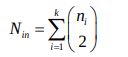 N_{in} = \sum_{i=1}^{k} \binom{n_i}{2}